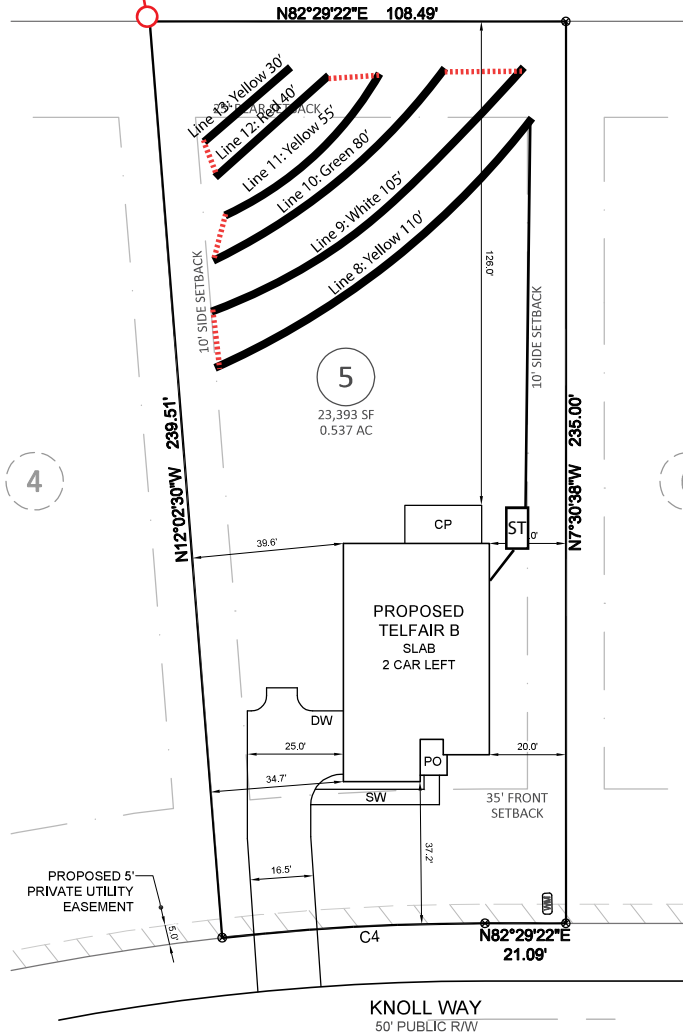 N82°29'22"E 108.49'
Line 13: Yellow 30'
25' REAR SETBACK
Line 12: Red 40'
Line 11: Yellow 55'
Line 10: Green 80'
Line 9: White 105'
Line 8: Yellow 110'
126.0'
10' SIDE SETBACK
10' SIDE SETBACK
5
23,393 SF
0.537 AC
N12°02'30"W 239.51'
N7°30'38"W 235.00'
4
CP
ST
39.6'
PROPOSED
TELFAIR B
SLAB
2 CAR LEFT
DW
25.0'
PO
20.0'
34.7'
SW
35' FRONT
SETBACK
37.2'
16.5'
PROPOSED 5'
PRIVATE UTILITY
EASEMENT
5.0'
WM
C4
N82°29'22"E
21.09'
KNOLL WAY
50' PUBLIC R/W